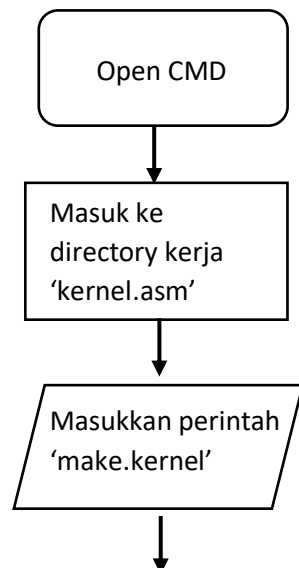 Open CMD
Masuk ke
directory kerja
‘kernel.asm’
Masukkan perintah
‘make.kernel’